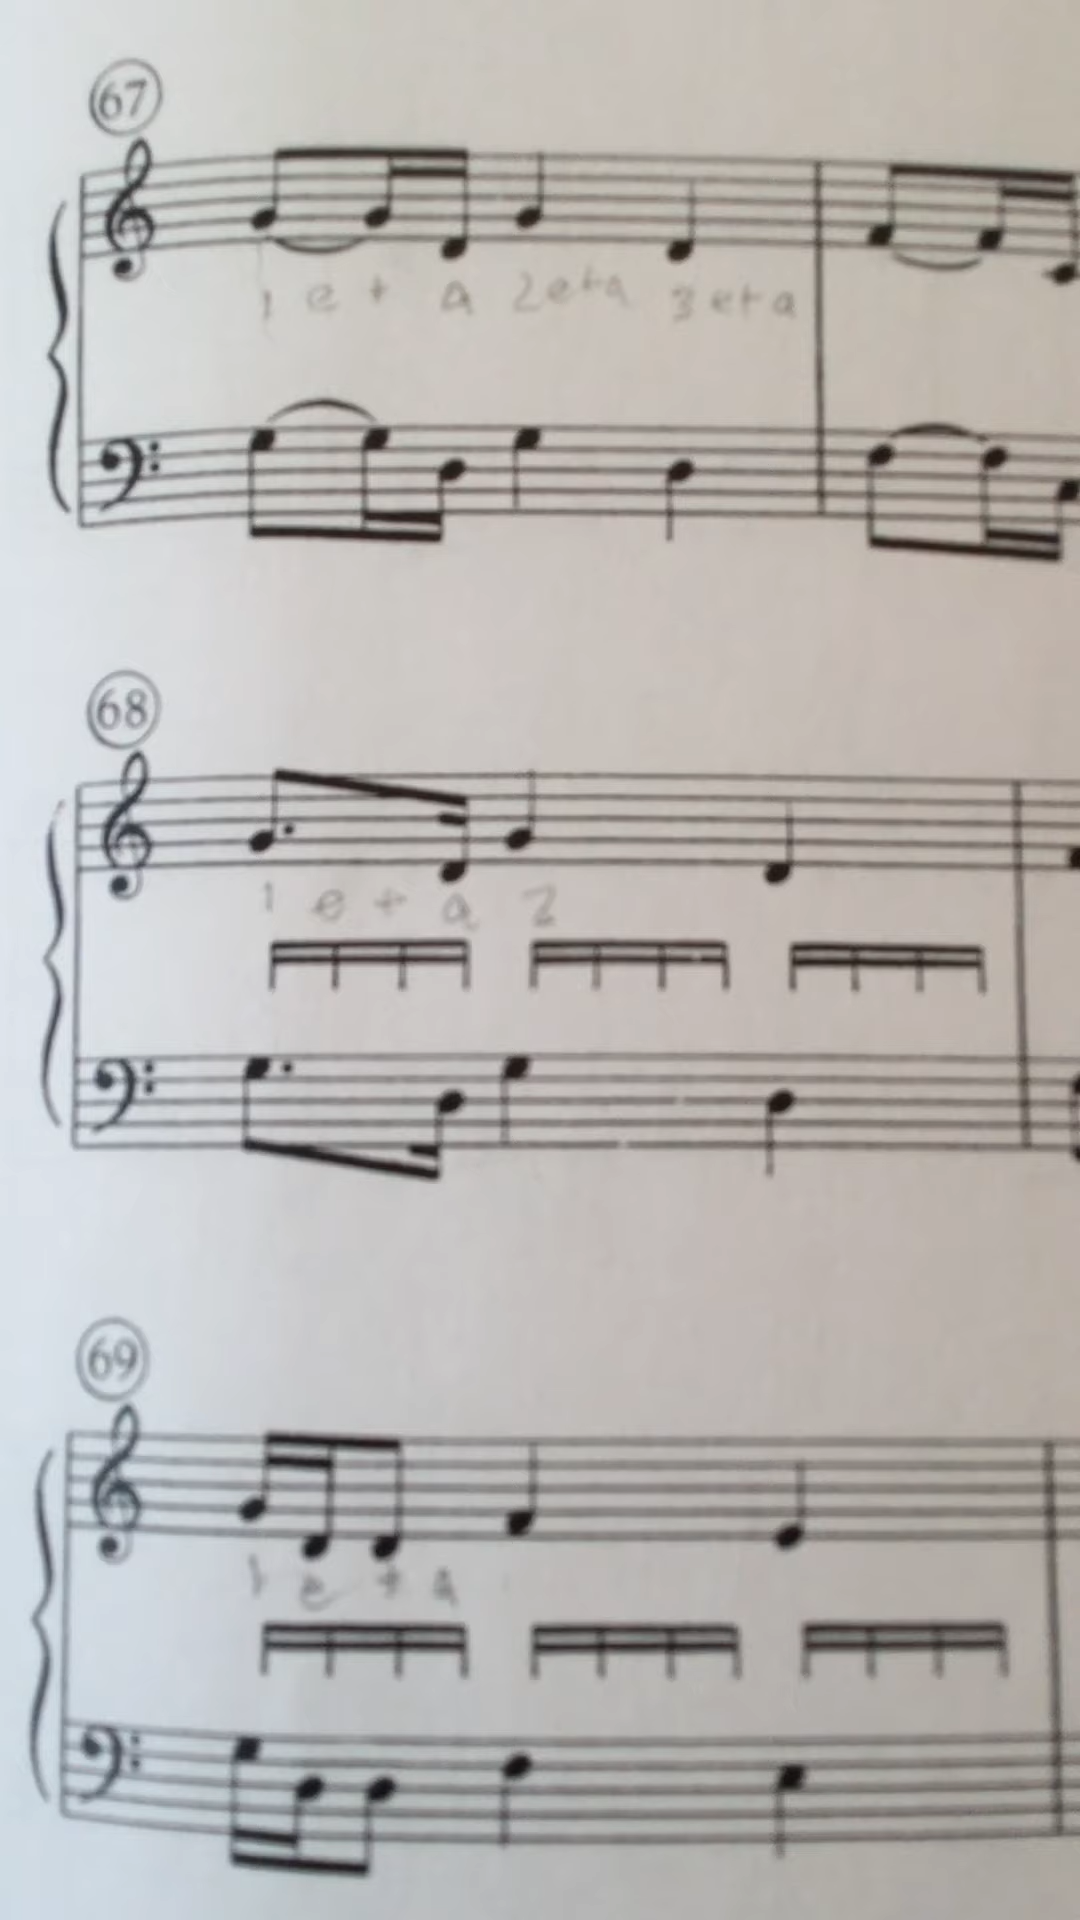 67
1 e + a 2 e + a 3 e + a
68
1 e + a 2
69
1 e + a